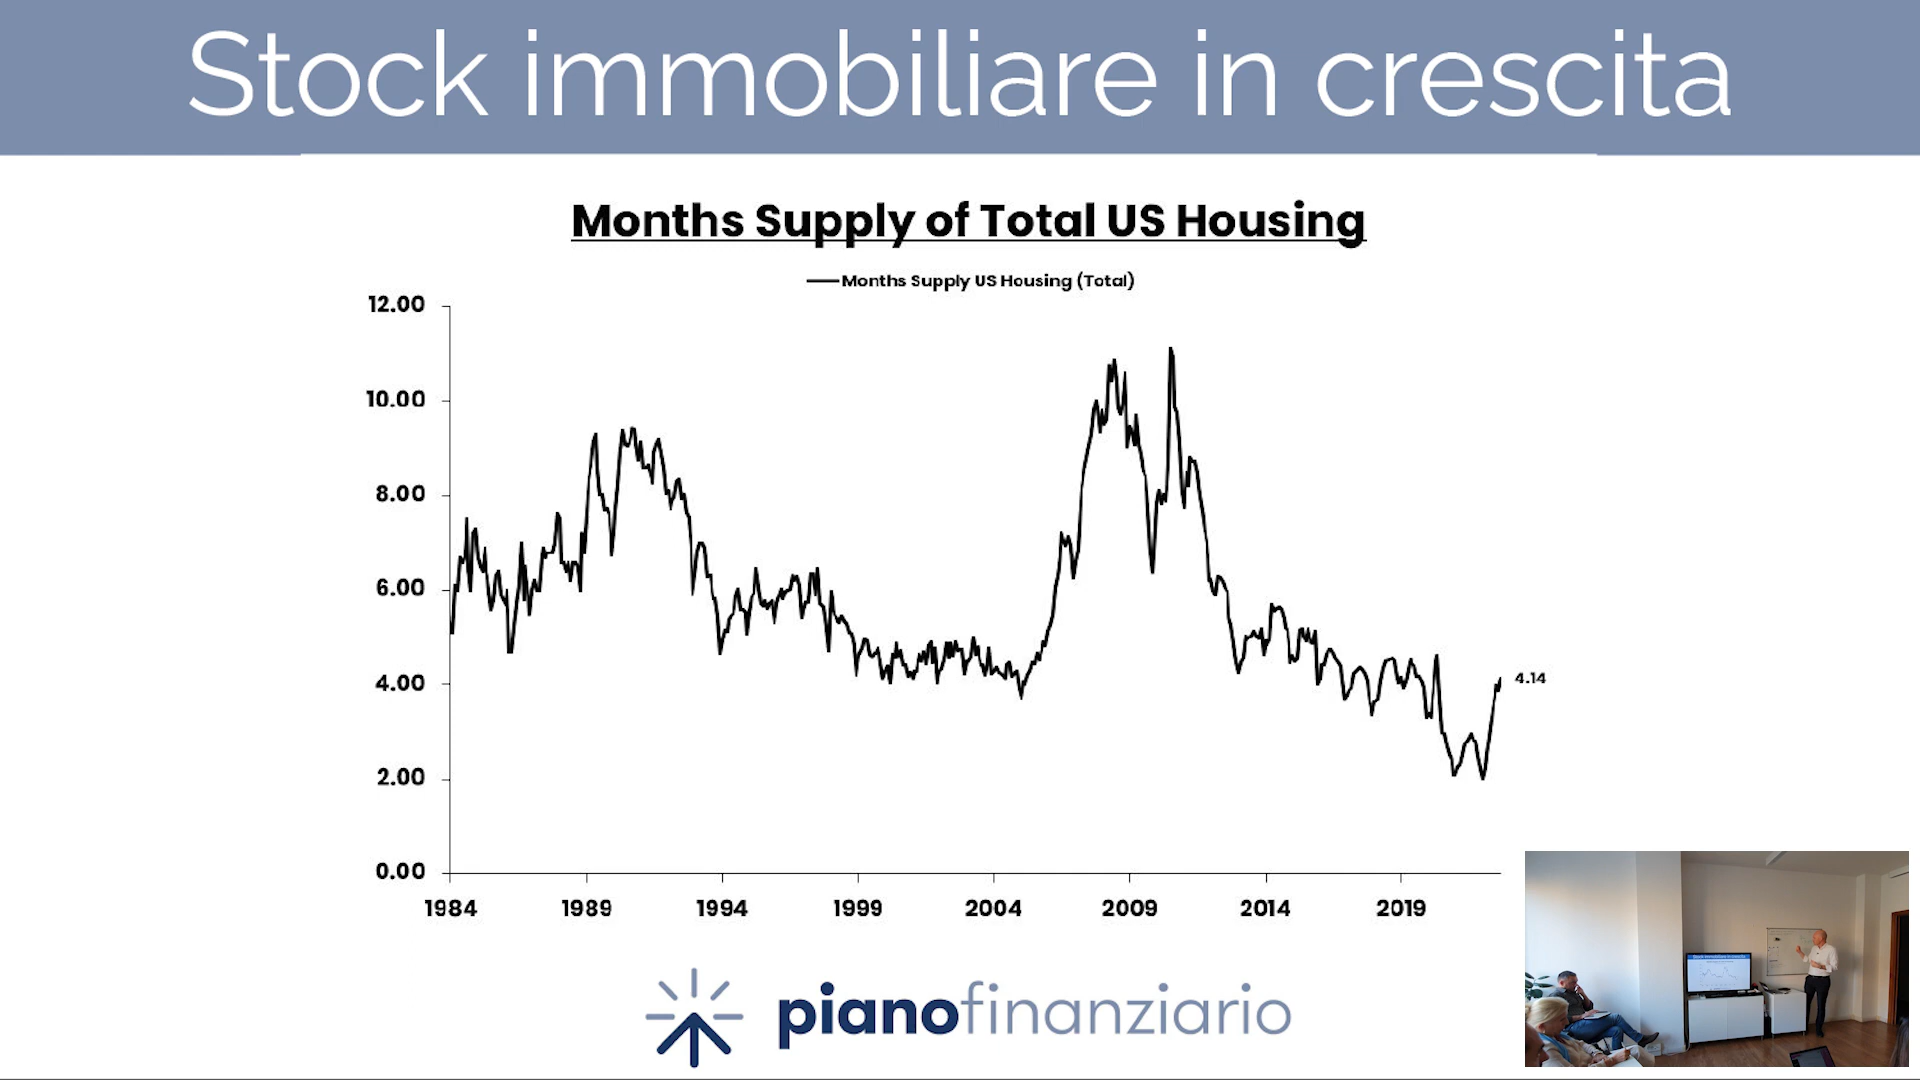 Stock immobiliare in crescita
Months Supply of Total US Housing
Months Supply US Housing (Total)
12.00
10.00
8.00
6.00
4.00
2.00
0.00
4.14
1984 1989 1994 1999 2004 2009 2014 2019
pianofinanziario